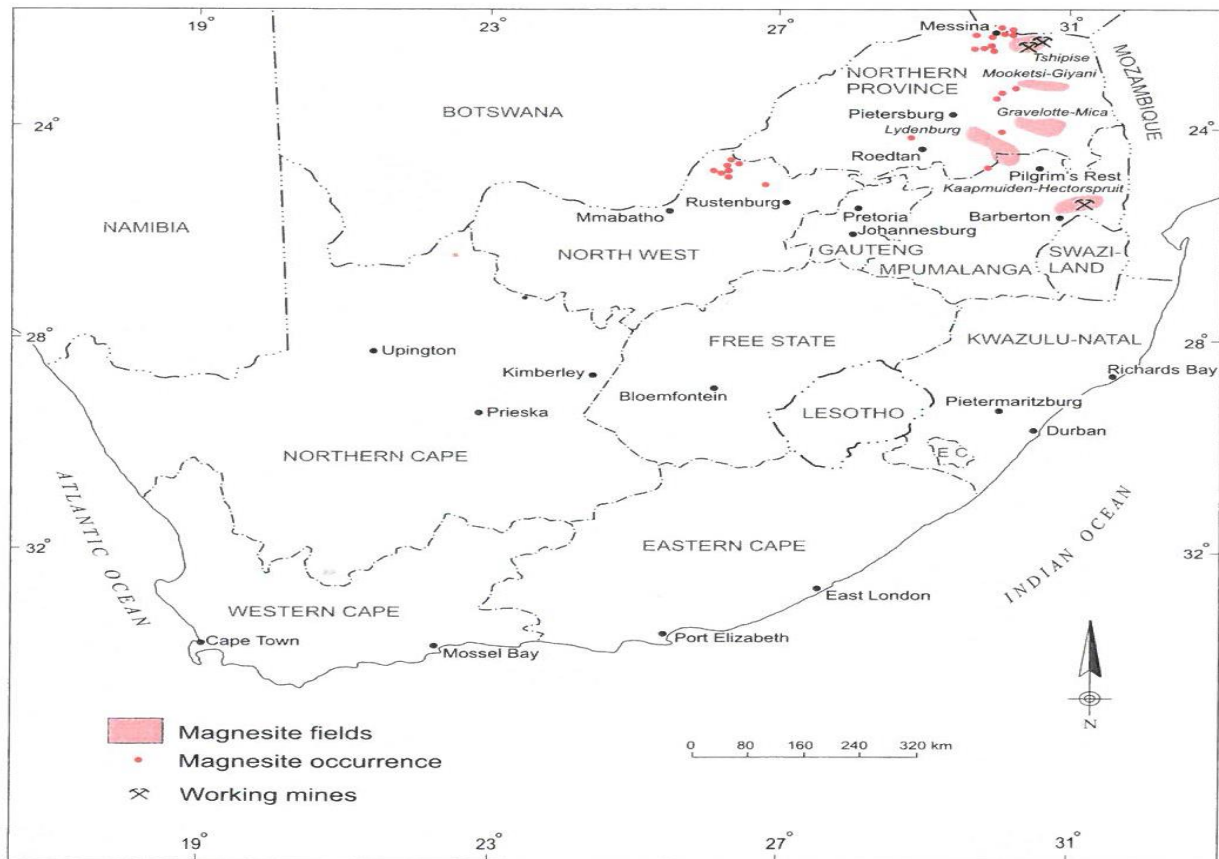 19°
23°
27°
31°
Messina
Tshipise
Mooketsi-Giyani
NORTHERN
PROVINCE
MOZAMBIQUE
BOTSWANA
Pietersburg
Gravelotte-Mica
24°
24°
Lydenburg
Roedtan
Pilgrim's Rest
Kaapmuiden-Hectorspruit
NAMIBIA
Mmabatho
Rustenburg
Pretoria
Johannesburg
Barberton
NORTH WEST
GAUTENG
MPUMALANGA
SWAZI-
LAND
28°
28°
Upington
FREE STATE
KWAZULU-NATAL
Kimberley
Richards Bay
Bloemfontein
LESOTHO
Pietermaritzburg
Prieska
Durban
NORTHERN CAPE
E C
ATLANTIC OCEAN
INDIAN OCEAN
32°
32°
EASTERN CAPE
East London
WESTERN CAPE
Cape Town
Mossel Bay
Port Elizabeth
N
Magnesite fields
Magnesite occurrence
Working mines
0 80 160 240 320 km
19°
23°
27°
31°